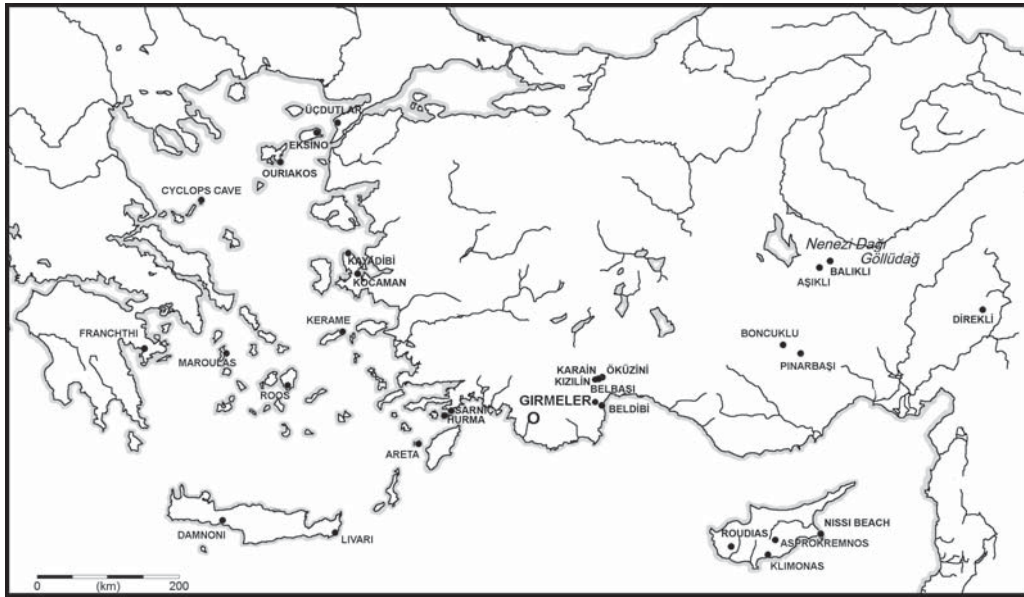 ÜÇDUTLAR
EKSİNO
OURIAKOS
CYCLOPS CAVE
KAYADİBİ
KOCAMAN
Nenezi Dağı
Göllüdağ
BALIKLI
AŞIKLI
DİREKLİ
KERAME
FRANCHTHI
MAROULAS
BONCUKLU
PINARBAŞI
ROOS
KARAİN
ÖKÜZİNİ
KIZILİN
BELBAŞI
GIRMELER
BELDİBİ
SARNIÇ
HURMA
ARETA
DAMNONI
LIVARI
NISSI BEACH
ROUDIAS
ASPROKREMNOS
KLIMONAS
0 (km) 200